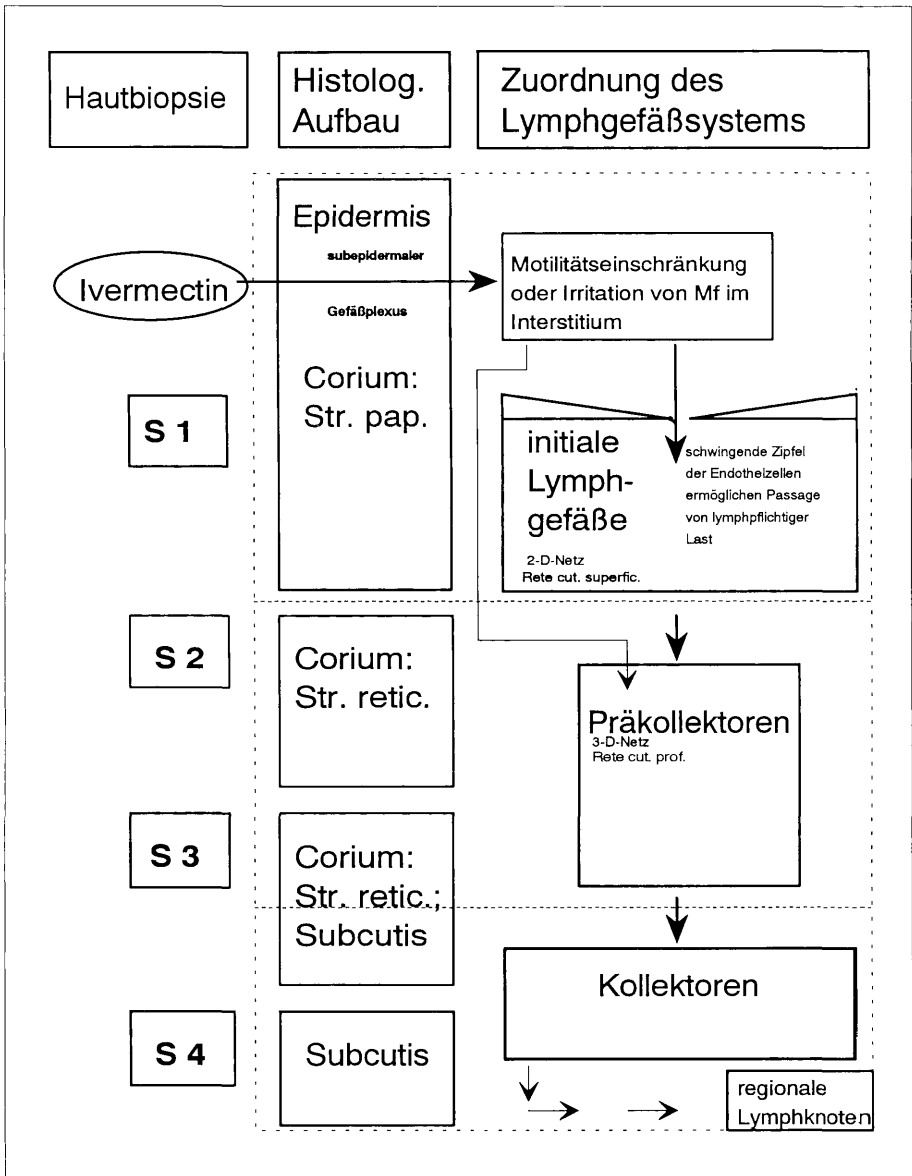 Hautbiopsie
Histolog.
Aufbau
Zuordnung des
Lymphgefäßsystems
Epidermis
subepidermaler
Gefäßplexus
Corium:
Str. pap.
Ivermectin
Motilitätseinschränkung
oder Irritation von Mf im
Interstitium
S 1
initiale
Lymph-
gefäße
2-D-Netz
Rete cut. superfic.
schwingende Zipfel
der Endothelzellen
ermöglichen Passage
von lymphpflichtiger
Last
S 2
Corium:
Str. retic.
Präkollektoren
3-D-Netz
Rete cut. prof.
S 3
Corium:
Str. retic.;
Subcutis
Kollektoren
S 4
Subcutis
regionale
Lymphknoten